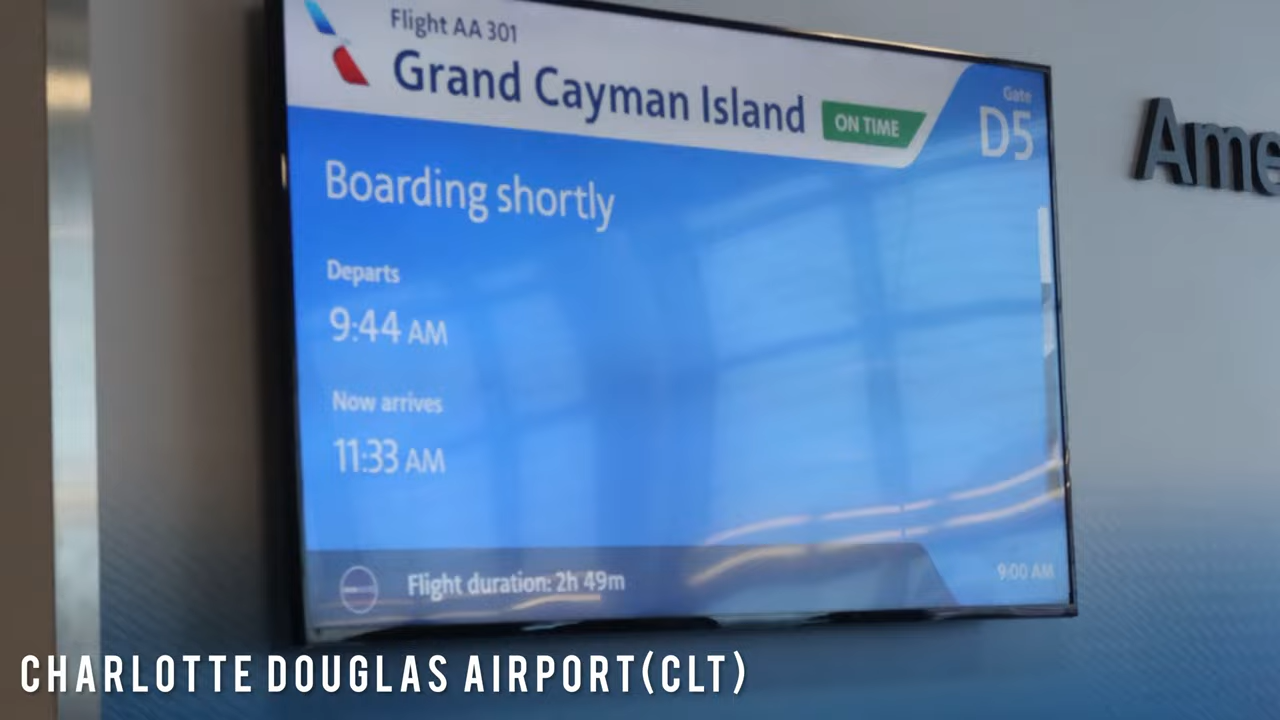 Flight AA 301
Grand Cayman Island
ON TIME
Gate
D5
Boarding shortly
Departs
9:44 AM
Now arrives
11:33 AM
Flight duration: 2h 49m
9:00 AM
Ame
CHARLOTTE DOUGLAS AIRPORT(CLT)